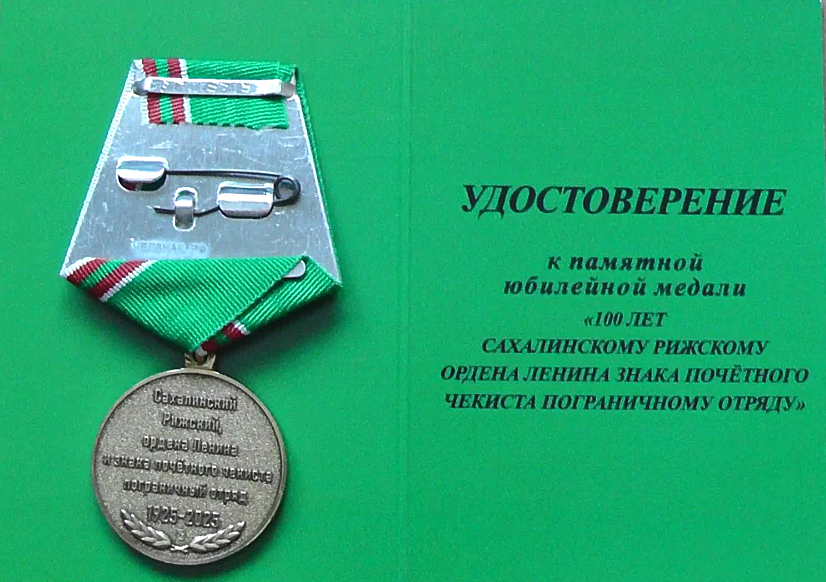 Сахалинский
Рижский,
ордена Ленина
и знака почётного чекиста
пограничный отряд
1925-2025
УДОСТОВЕРЕНИЕ
к памятной
юбилейной медали
«100 ЛЕТ
САХАЛИНСКОМУ РИЖСКОМУ
ОРДЕНА ЛЕНИНА ЗНАКА ПОЧЁТНОГО
ЧЕКИСТА ПОГРАНИЧНОМУ ОТРЯДУ»